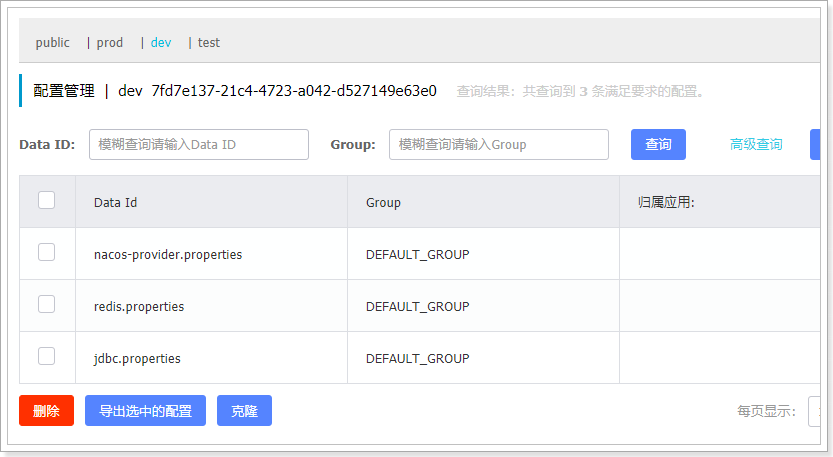 public | prod | dev | test
配置管理 | dev 7fd7e137-21c4-4723-a042-d527149e63e0 查询结果：共查询到 3 条满足要求的配置。
Data ID: 模糊查询请输入Data ID Group: 模糊查询请输入Group 查询 高级查询
Data Id Group 归属应用:
nacos-provider.properties DEFAULT_GROUP
redis.properties DEFAULT_GROUP
jdbc.properties DEFAULT_GROUP
删除 导出选中的配置 克隆 每页显示：